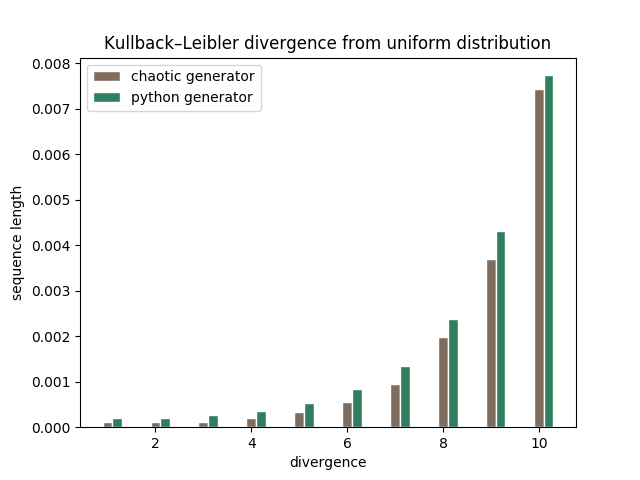 Kullback–Leibler divergence from uniform distribution
chaotic generator
python generator
sequence length
0.008
0.007
0.006
0.005
0.004
0.003
0.002
0.001
0.000
2 4 6 8 10
divergence